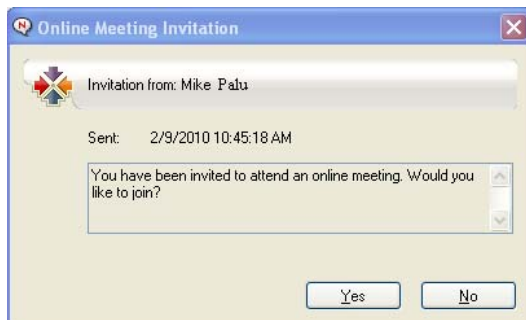 Online Meeting Invitation
Invitation from: Mike Palu
Sent: 2/9/2010 10:45:18 AM
You have been invited to attend an online meeting. Would you
like to join?
Yes No